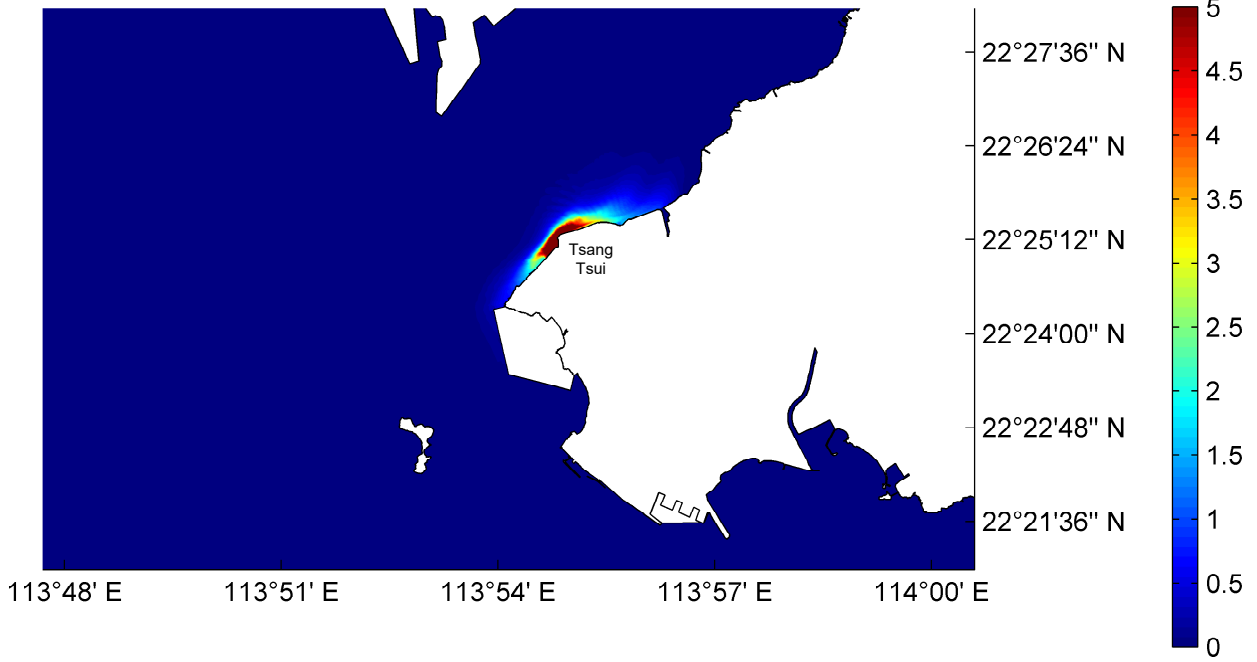 5
22°27'36" N
4.5
4
22°26'24" N
3.5
Tsang
Tsui
22°25'12" N
3
2.5
22°24'00" N
2
22°22'48" N
1.5
1
22°21'36" N
0.5
113°48' E 113°51' E 113°54' E 113°57' E 114°00' E
0